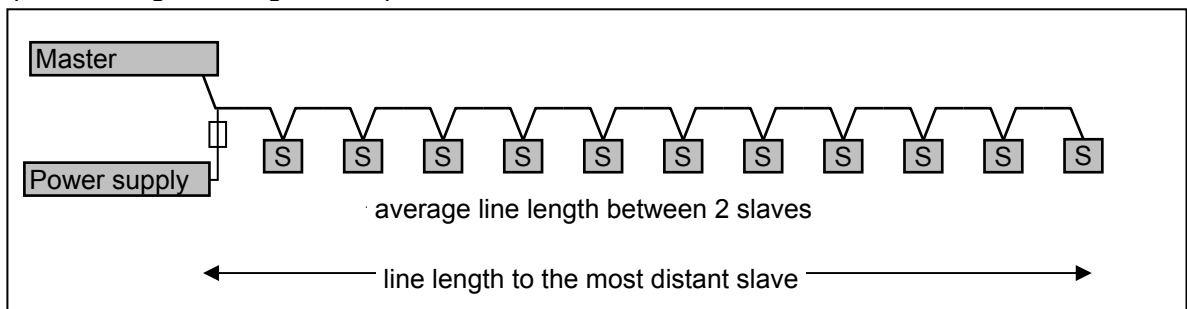 Master
S S S S S S S S S S S
Power supply
average line length between 2 slaves
line length to the most distant slave